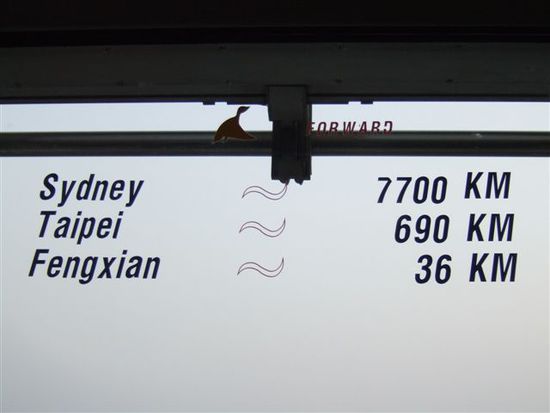 FORWARD
Sydney 7700 KM
Taipei 690 KM
Fengxian 36 KM